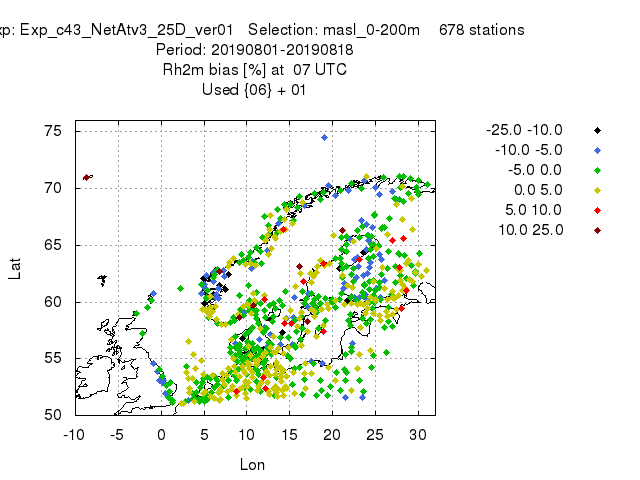 xp: Exp_c43_NetAtv3_25D_ver01 Selection: masl_0-200m 678 stations
Period: 20190801-20190818
Rh2m bias [%] at 07 UTC
Used {06} + 01
75
70
65
60
55
50
Lat
-10 -5 0 5 10 15 20 25 30
Lon
-25.0 -10.0
-10.0 -5.0
-5.0 0.0
0.0 5.0
5.0 10.0
10.0 25.0